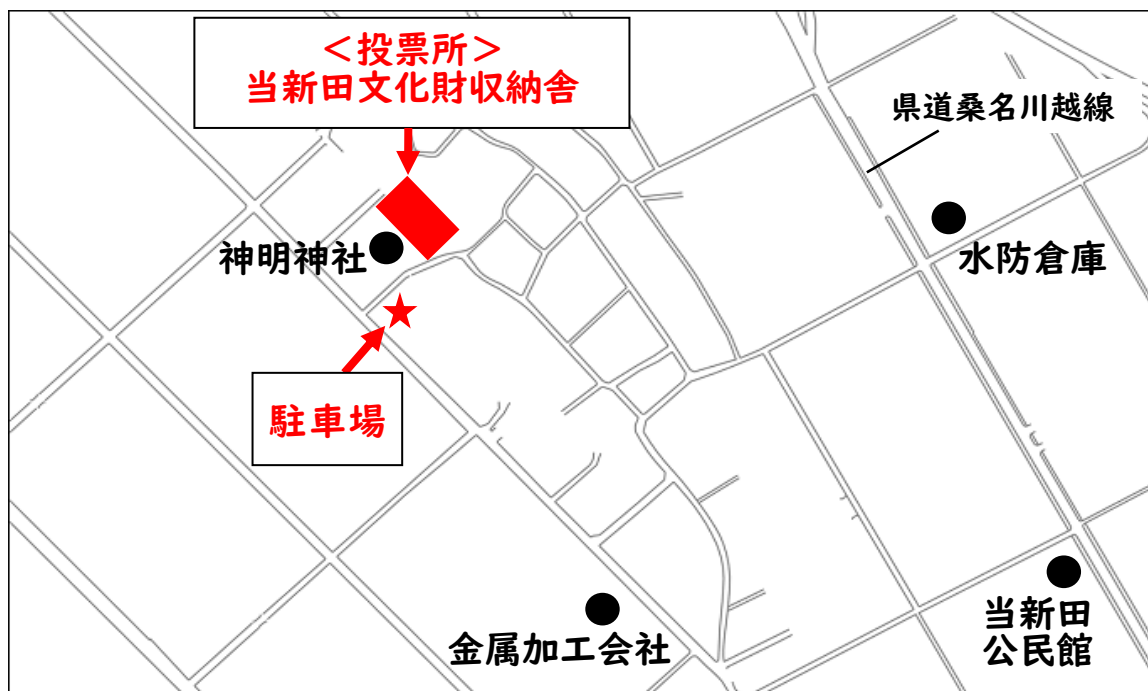 ＜投票所＞
当新田文化財収納舎
県道桑名川越線
神明神社
水防倉庫
駐車場
金属加工会社
当新田
公民館